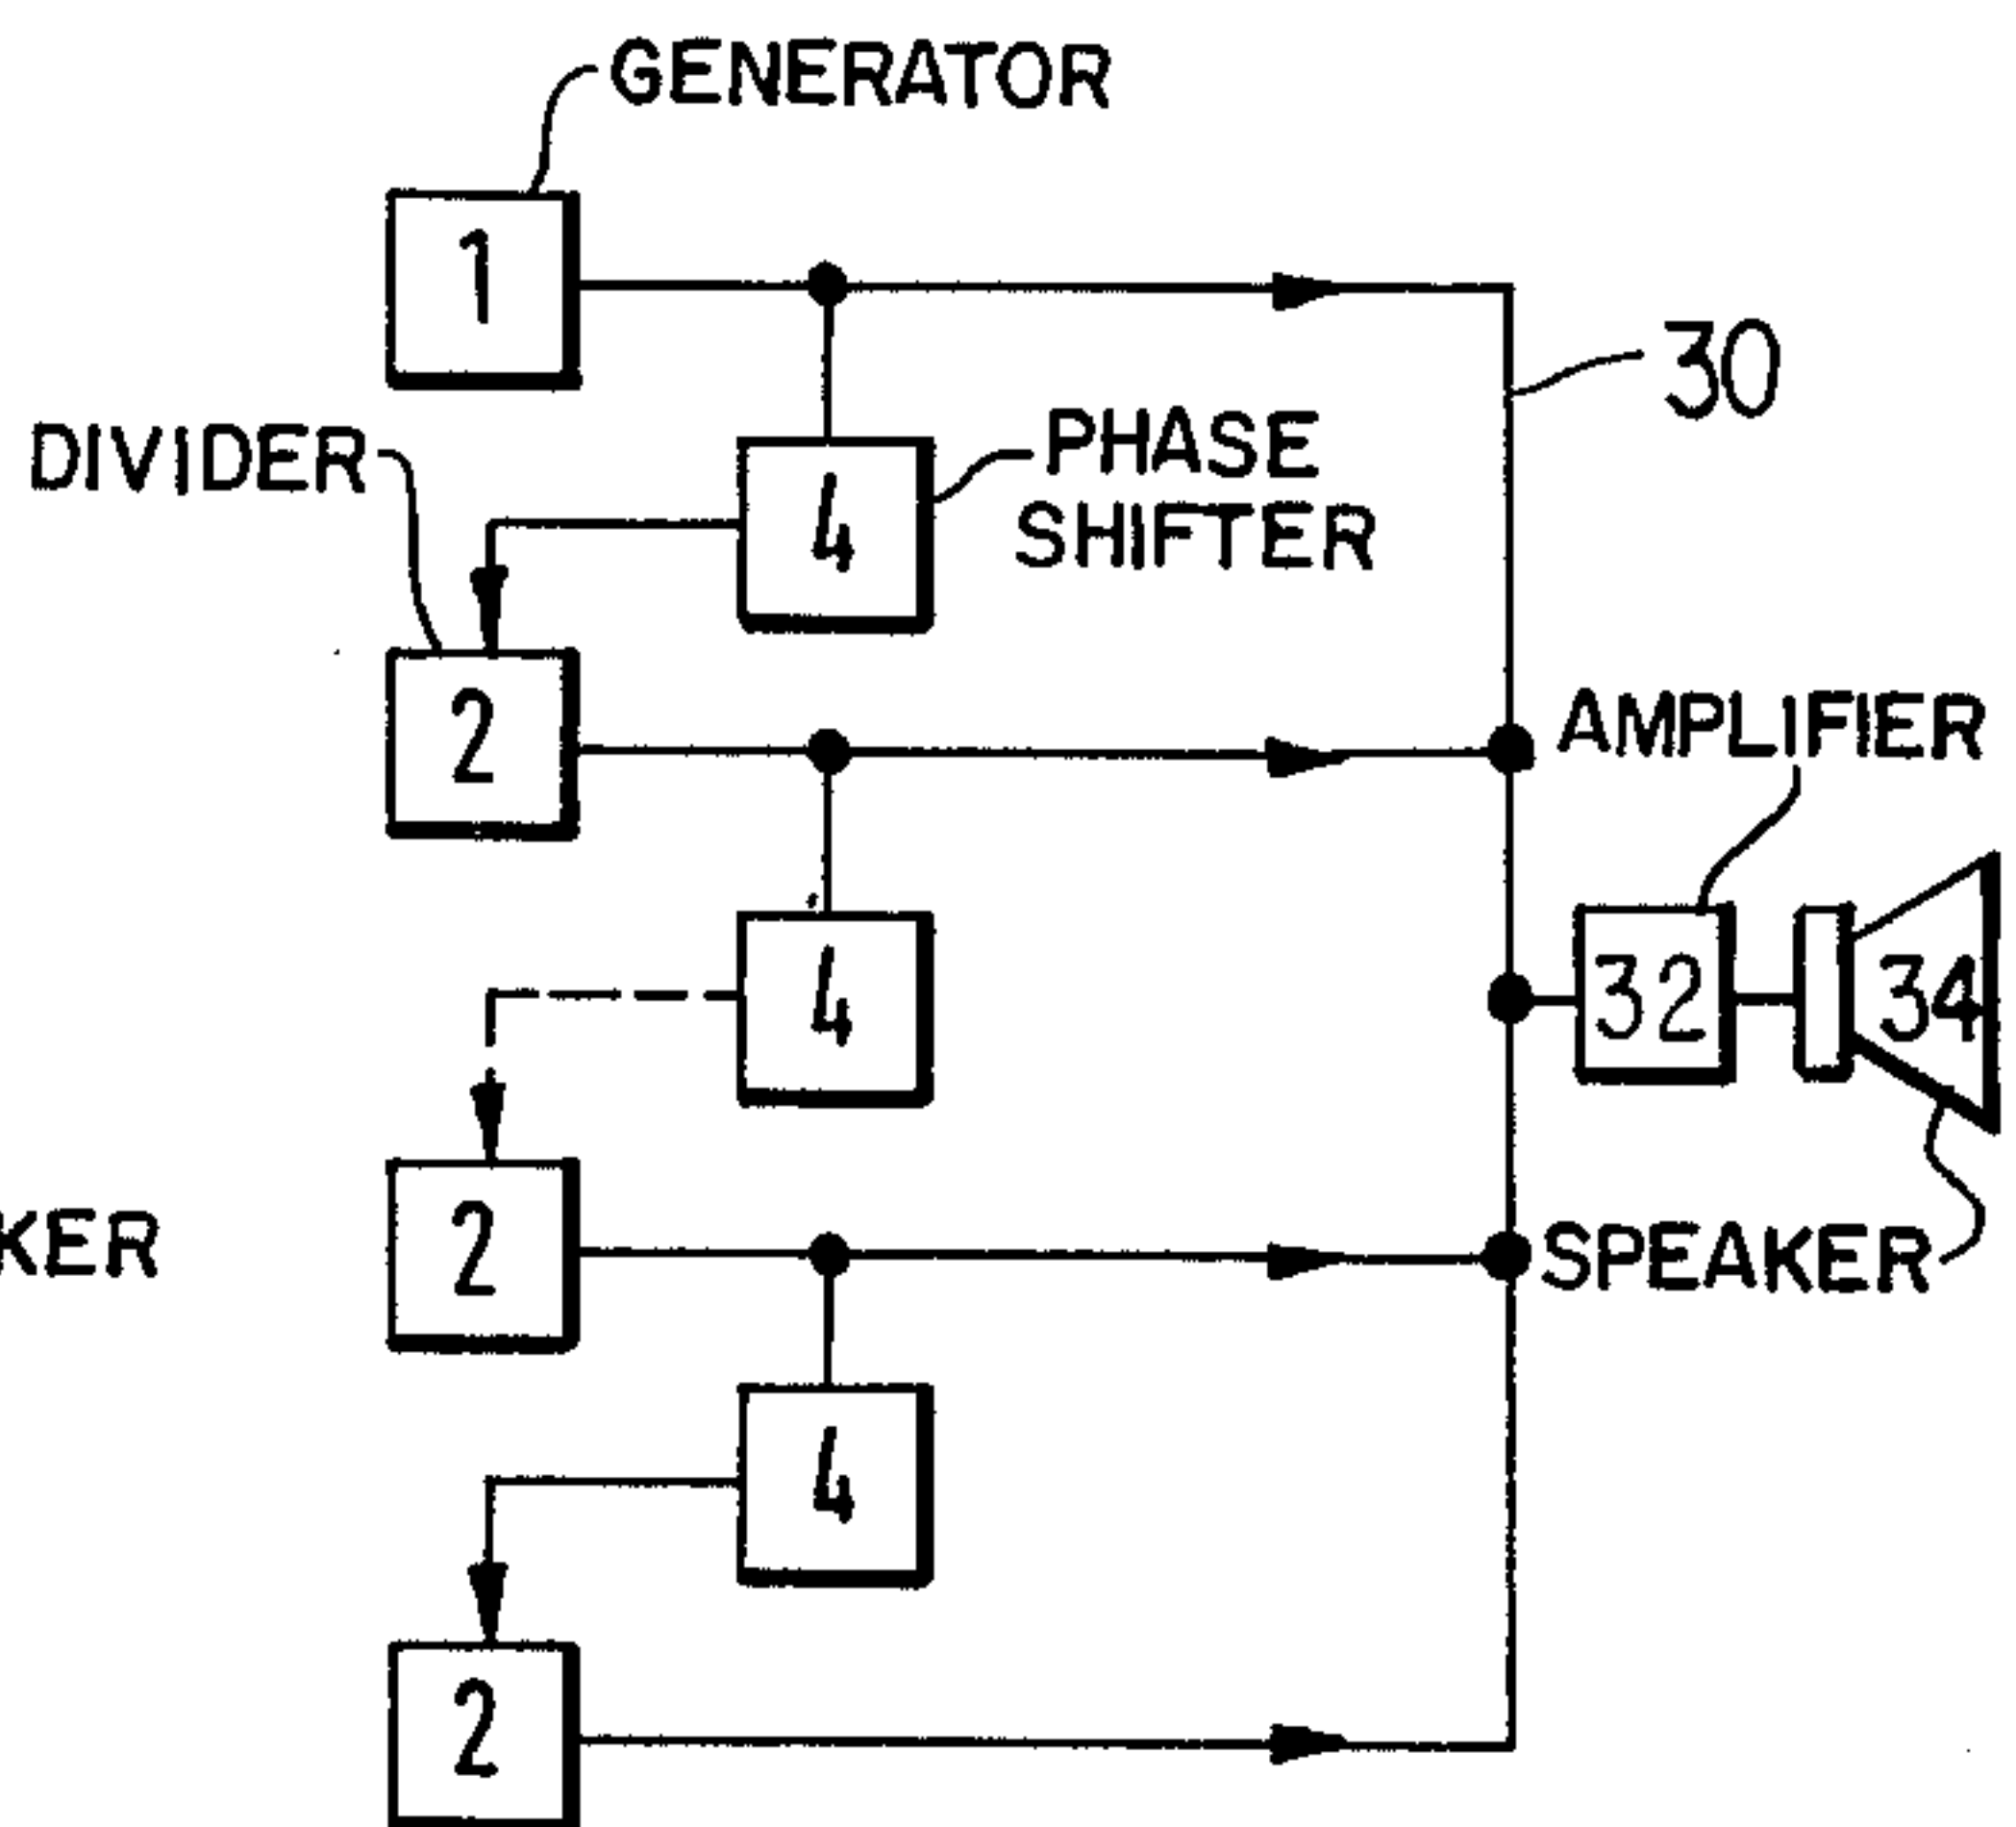 GENERATOR
1
30
DIVIDER
PHASE
SHIFTER
4
2
AMPLIFIER
4
32
34
KER
2
SPEAKER
4
2